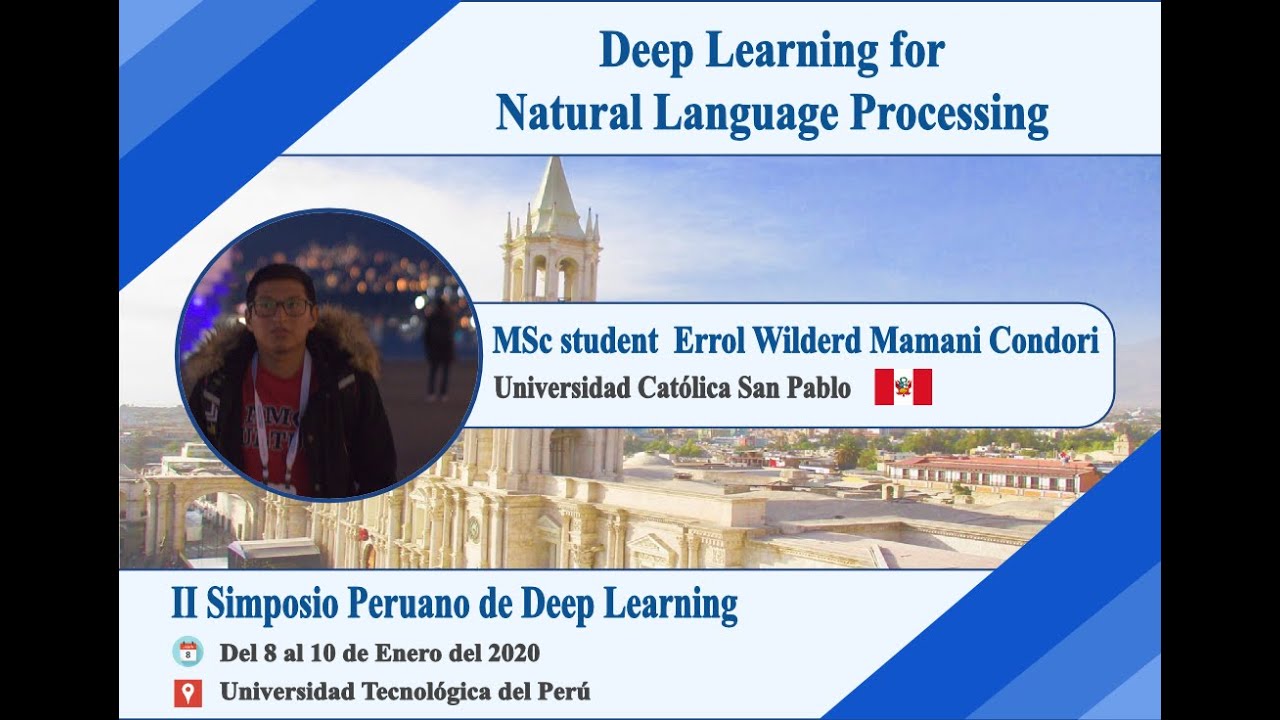 Deep Learning for
Natural Language Processing
MSc student Errol Wilderd Mamani Condori
Universidad Católica San Pablo
II Simposio Peruano de Deep Learning
8
Del 8 al 10 de Enero del 2020
Universidad Tecnológica del Perú